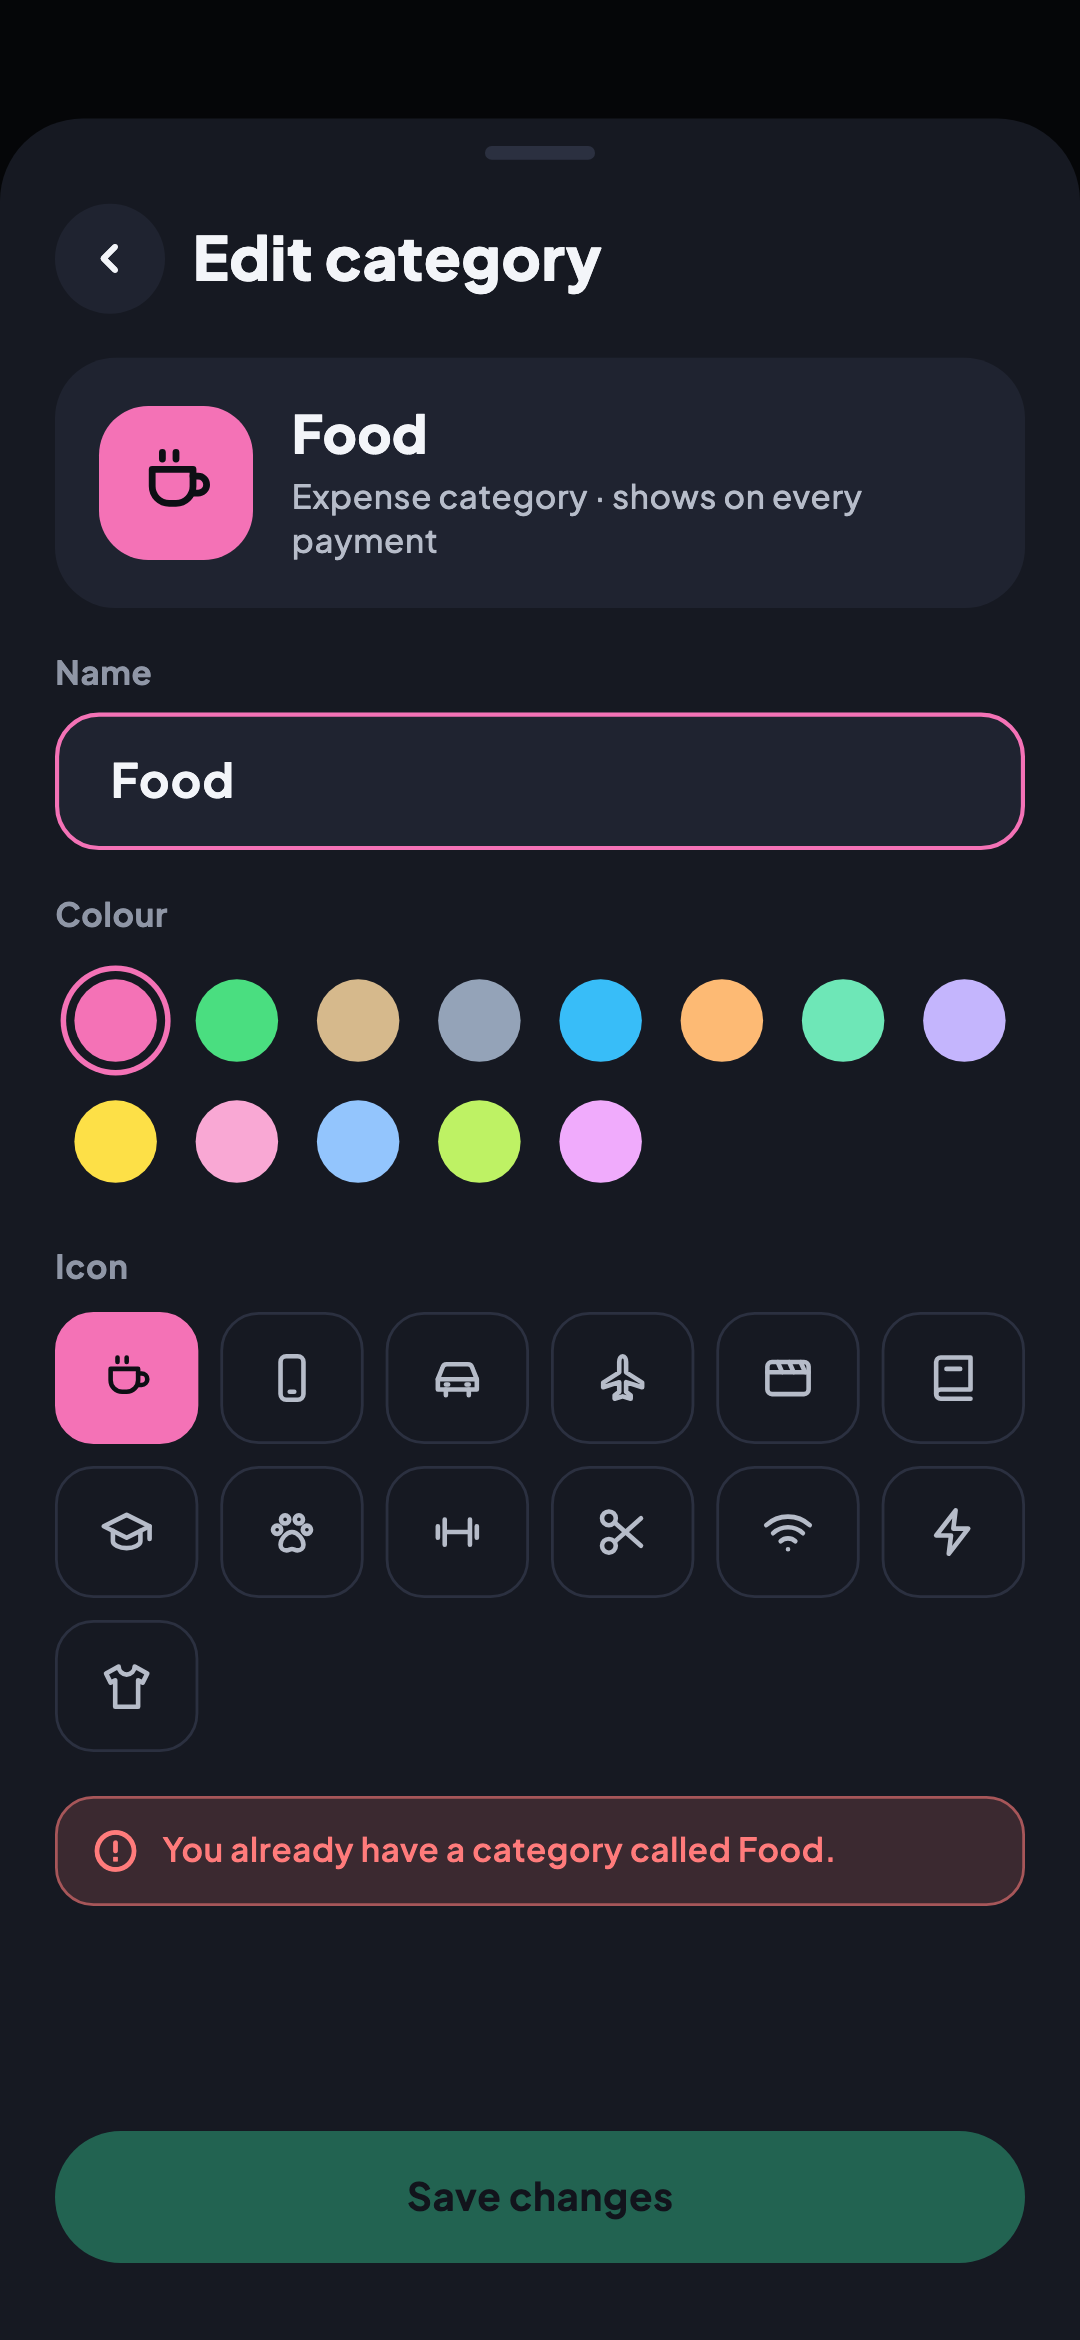 Edit category
Food
Expense category · shows on every
payment
Name
Food
Colour
Icon
You already have a category called Food.
Save changes